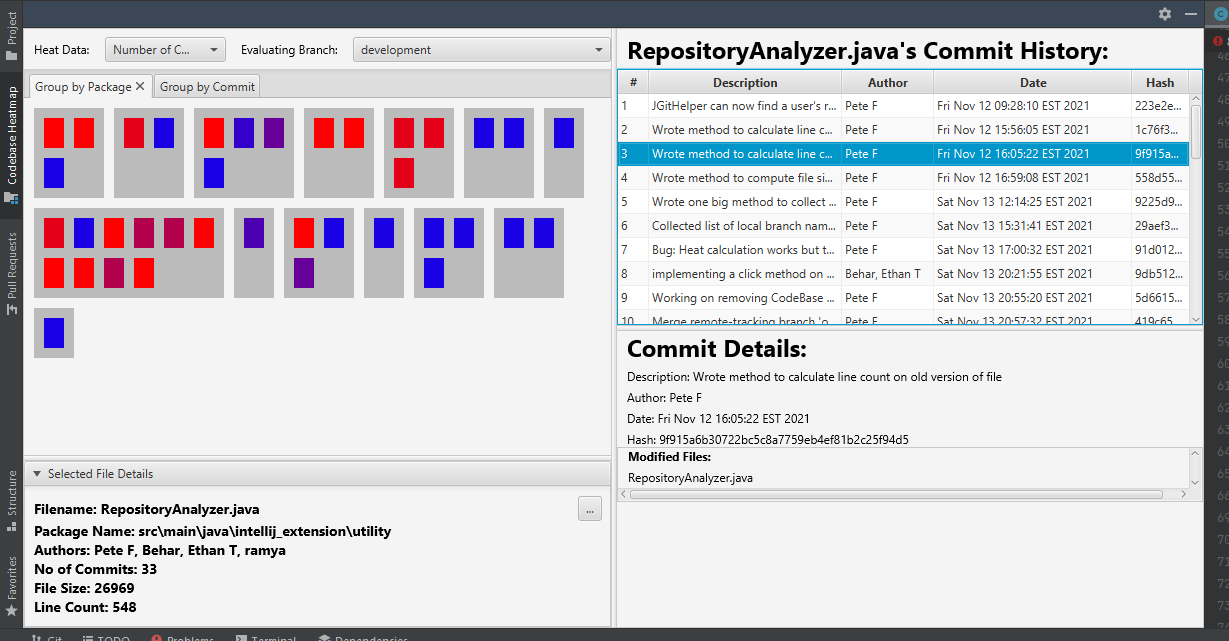 Project
Codebase Heatmap
Pull Requests
Structure
Favorites
Heat Data: Number of C... Evaluating Branch: development
Group by Package Group by Commit
Selected File Details
Filename: RepositoryAnalyzer.java ...
Package Name: src\main\java\intellij_extension\utility
Authors: Pete F, Behar, Ethan T, ramya
No of Commits: 33
File Size: 26969
Line Count: 548
RepositoryAnalyzer.java's Commit History:
# Description Author Date Hash
1 JGitHelper can now find a user's r... Pete F Fri Nov 12 09:28:10 EST 2021 223e2e...
2 Wrote method to calculate line c... Pete F Fri Nov 12 15:56:05 EST 2021 1c76f3...
3 Wrote method to calculate line c... Pete F Fri Nov 12 16:05:22 EST 2021 9f915a...
4 Wrote method to compute file si... Pete F Fri Nov 12 16:59:08 EST 2021 558d55...
5 Wrote one big method to collect ... Pete F Sat Nov 13 12:14:25 EST 2021 9225d9...
6 Collected list of local branch nam... Pete F Sat Nov 13 15:31:41 EST 2021 29aef3...
7 Bug: Heat calculation works but t... Pete F Sat Nov 13 17:00:32 EST 2021 91d012...
8 implementing a click method on ... Behar, Ethan T Sat Nov 13 20:21:55 EST 2021 9db512...
9 Working on removing CodeBase ... Pete F Sat Nov 13 20:55:20 EST 2021 5d6615...
10 Merge remote-tracking branch 'o... Pete F Sat Nov 13 20:57:32 EST 2021 419c65...
Commit Details:
Description: Wrote method to calculate line count on old version of file
Author: Pete F
Date: Fri Nov 12 16:05:22 EST 2021
Hash: 9f915a6b30722bc5c8a7759eb4ef81b2c25f94d5
Modified Files:
RepositoryAnalyzer.java
Git TODO Problems Terminal Dependencies